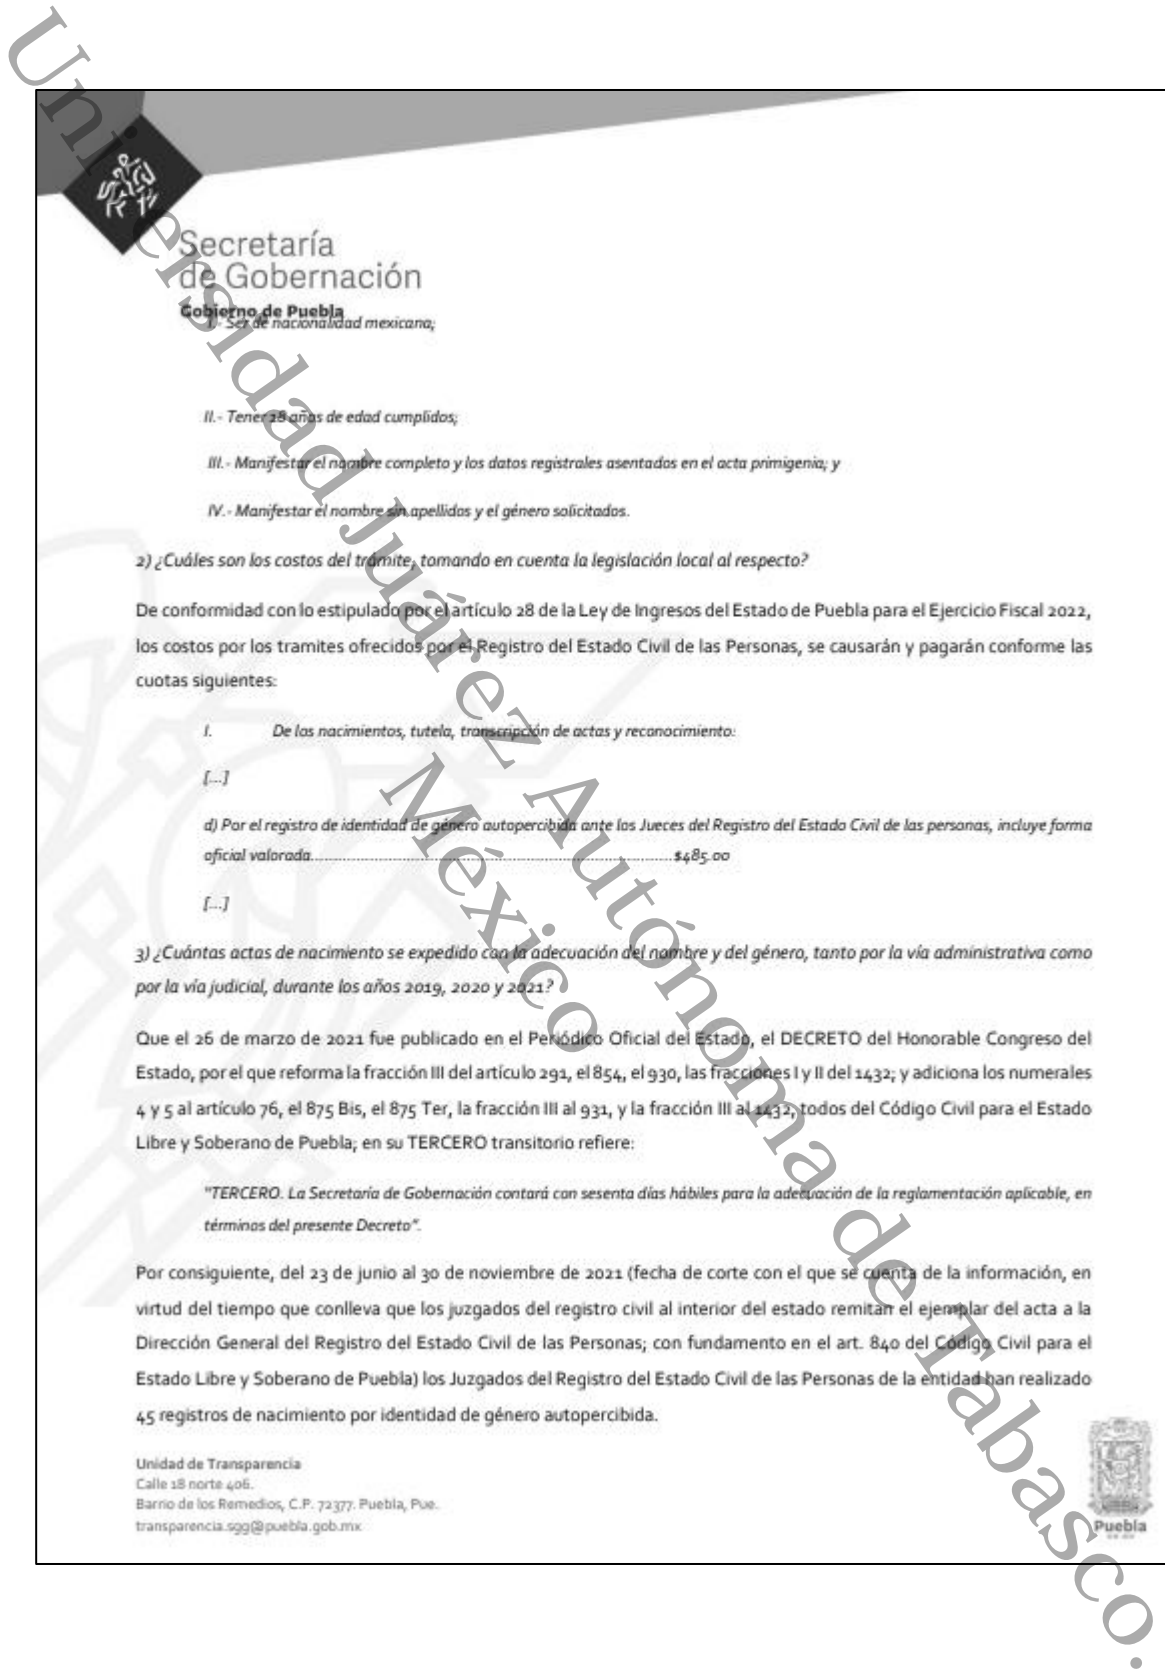 Secretaría
de Gobernación
Gobierno de Puebla
I.- Ser de nacionalidad mexicana;
II.- Tener 18 años de edad cumplidos;
III.- Manifestar el nombre completo y los datos registrales asentados en el acta primigenia; y
IV.- Manifestar el nombre sin apellidos y el género solicitados.
2) ¿Cuáles son los costos del trámite, tomando en cuenta la legislación local al respecto?
De conformidad con lo estipulado por el artículo 28 de la Ley de Ingresos del Estado de Puebla para el Ejercicio Fiscal 2022,
los costos por los tramites ofrecidos por el Registro del Estado Civil de las Personas, se causarán y pagarán conforme las
cuotas siguientes:
I. De los nacimientos, tutela, transcripción de actas y reconocimiento:
[...]
d) Por el registro de identidad de género autopercibida ante los Jueces del Registro del Estado Civil de las personas, incluye forma
oficial valorada.......................................................................................$485.00
[...]
3) ¿Cuántas actas de nacimiento se expedido con la adecuación del nombre y del género, tanto por la vía administrativa como
por la vía judicial, durante los años 2019, 2020 y 2021?
Que el 26 de marzo de 2021 fue publicado en el Periódico Oficial del Estado, el DECRETO del Honorable Congreso del
Estado, por el que reforma la fracción III del artículo 291, el 854, el 930, las fracciones I y II del 1432; y adiciona los numerales
4 y 5 al artículo 76, el 875 Bis, el 875 Ter, la fracción III al 931, y la fracción III al 1432, todos del Código Civil para el Estado
Libre y Soberano de Puebla; en su TERCERO transitorio refiere:
"TERCERO. La Secretaría de Gobernación contará con sesenta días hábiles para la adecuación de la reglamentación aplicable, en
términos del presente Decreto".
Por consiguiente, del 23 de junio al 30 de noviembre de 2021 (fecha de corte con el que se cuenta de la información, en
virtud del tiempo que conlleva que los juzgados del registro civil al interior del estado remitan el ejemplar del acta a la
Dirección General del Registro del Estado Civil de las Personas; con fundamento en el art. 840 del Código Civil para el
Estado Libre y Soberano de Puebla) los Juzgados del Registro del Estado Civil de las Personas de la entidad han realizado
45 registros de nacimiento por identidad de género autopercibida.
Unidad de Transparencia
Calle 18 norte 406.
Barrio de los Remedios, C.P. 72377. Puebla, Pue.
transparencia.sgg@puebla.gob.mx
Puebla
Universidad Juárez Autónoma de Tabasco.
México